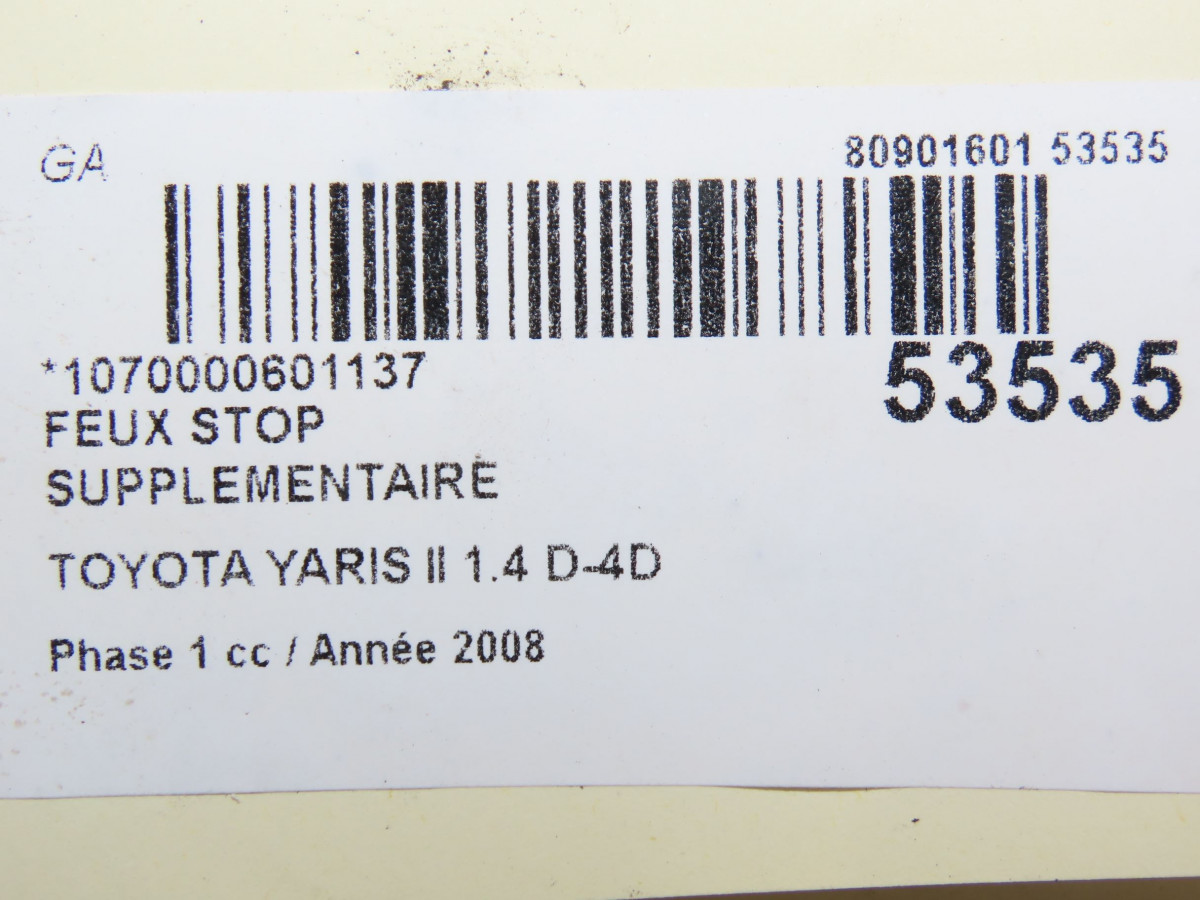 GA
80901601 53535
*1070000601137
53535
FEUX STOP
SUPPLEMENTAIRE
TOYOTA YARIS II 1.4 D-4D
Phase 1 cc / Année 2008